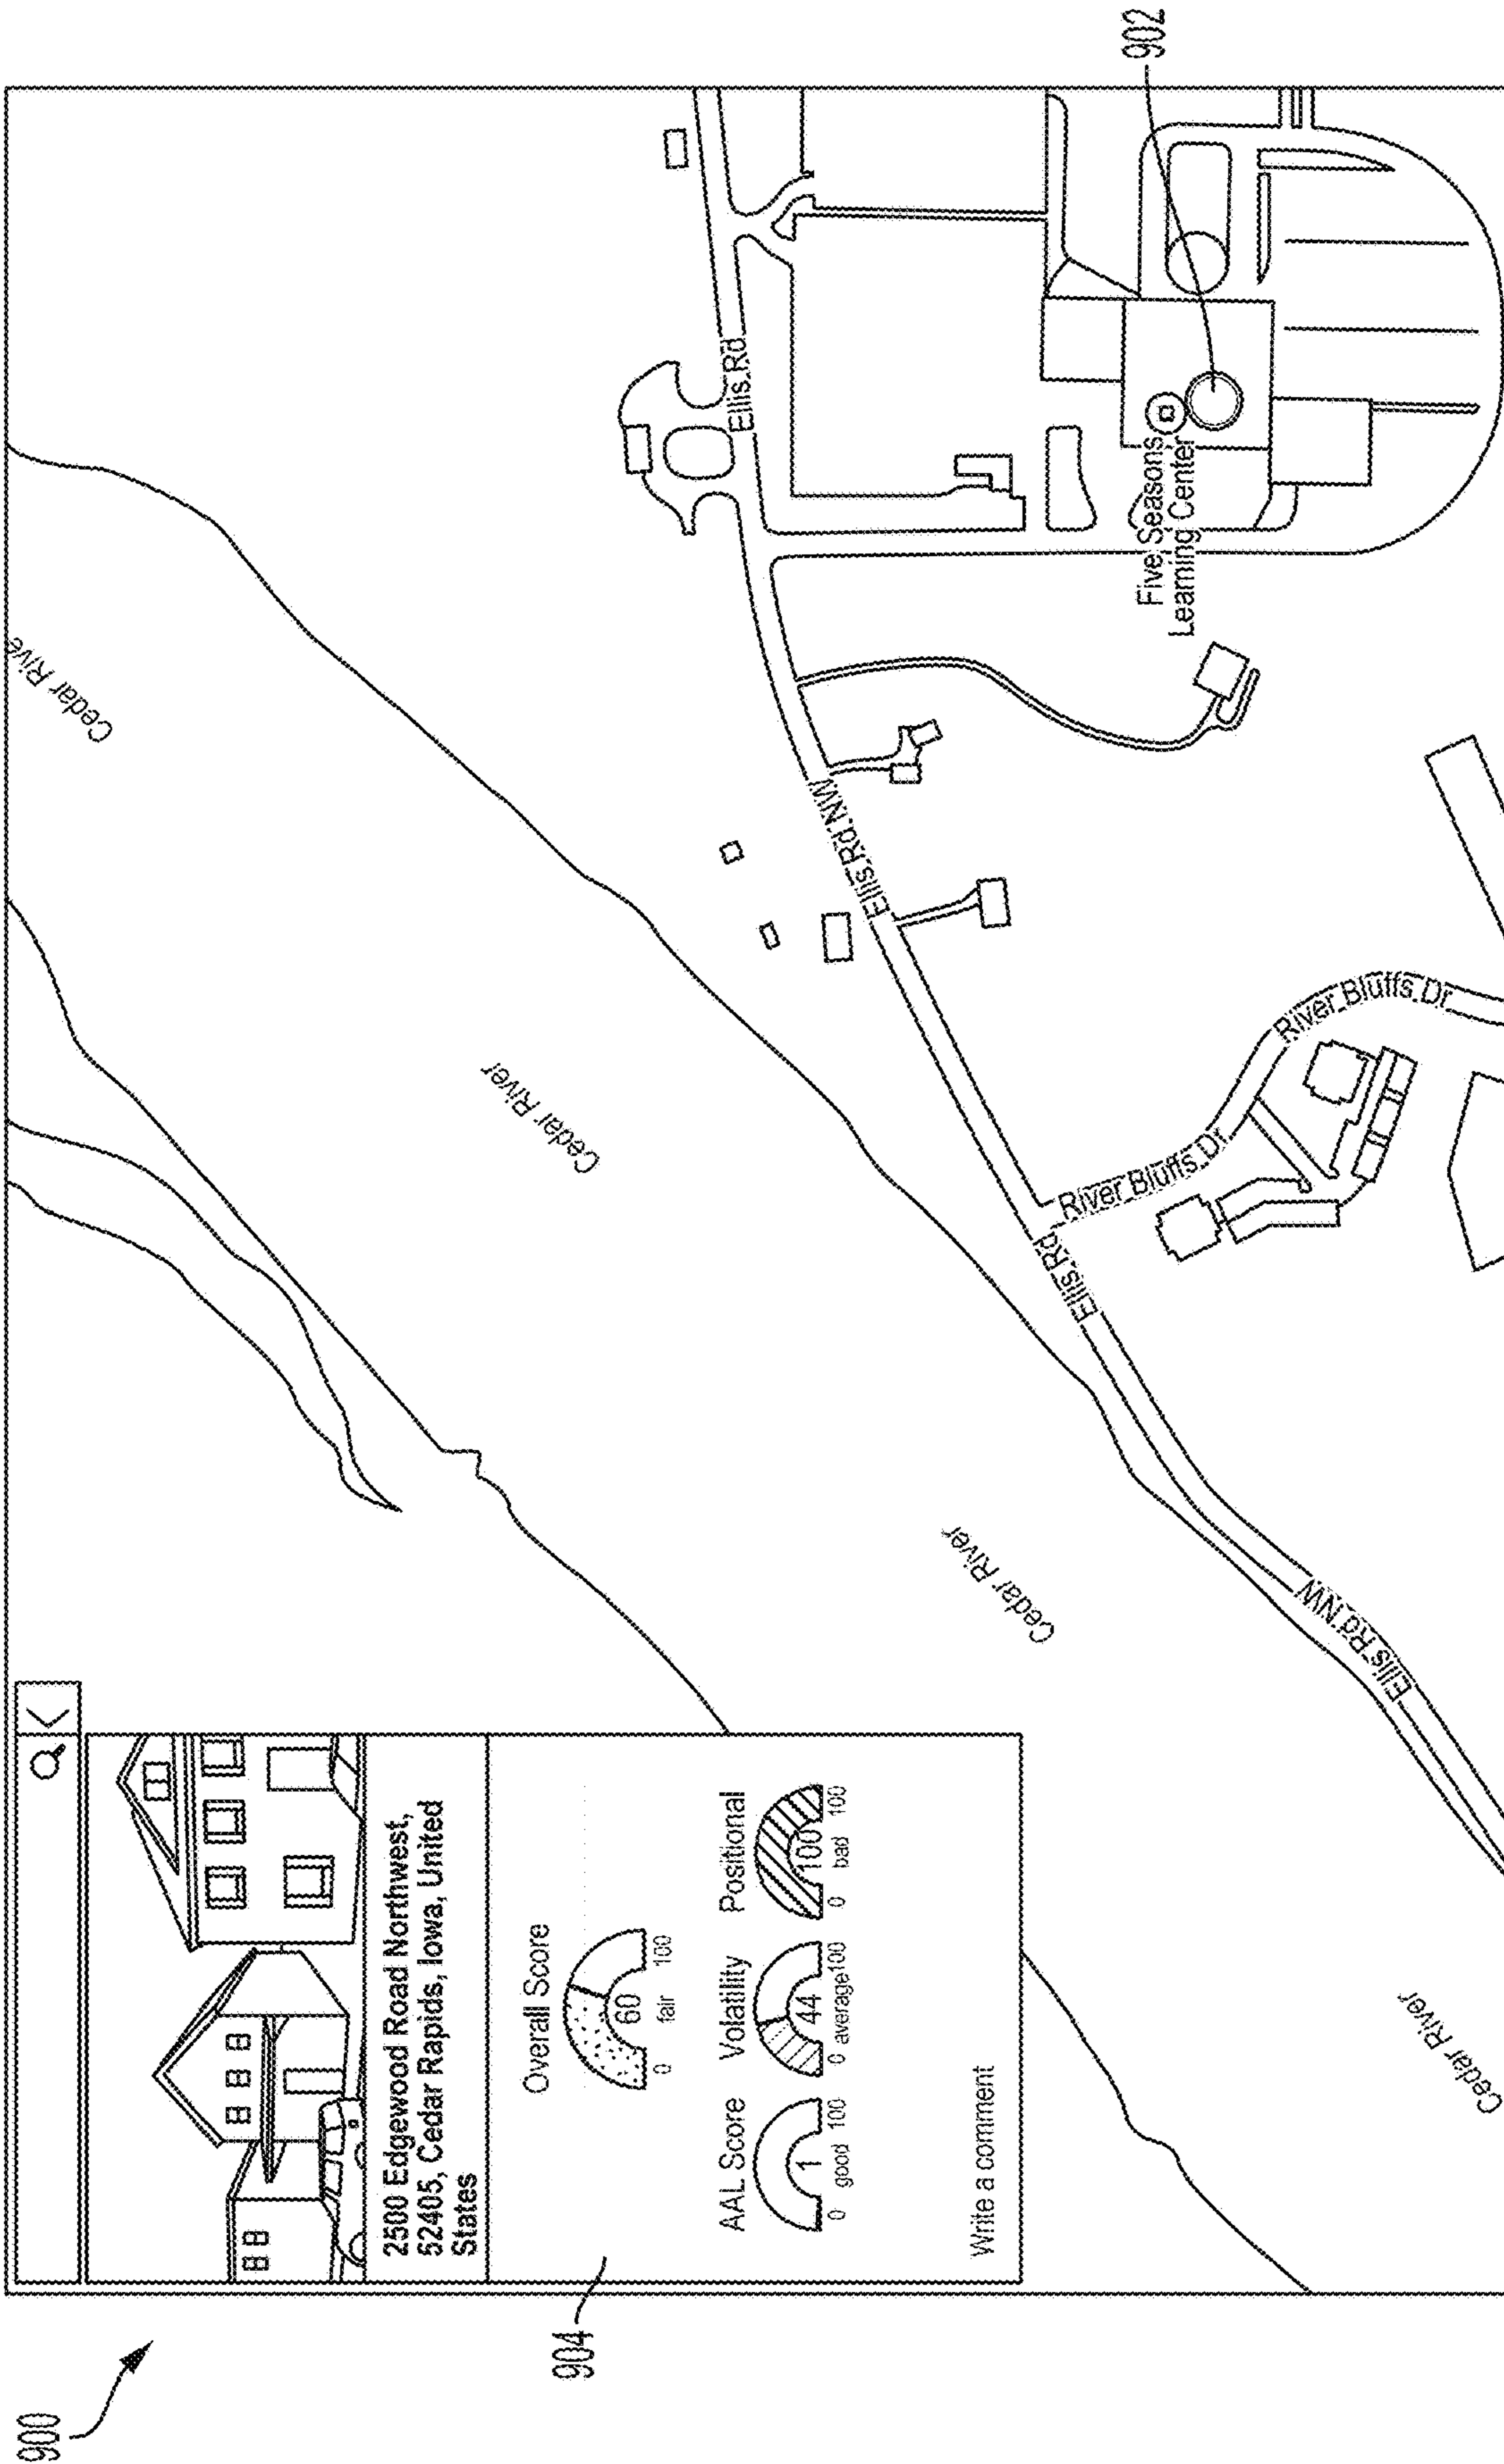 900
904
902
2500 Edgewood Road Northwest,
52405, Cedar Rapids, Iowa, United
States
Overall Score
60
0 fair 100
AAL Score Volatility Positional
1 44 100
0 good 100 0 average 100 0 bad 100
Write a comment
Cedar Rive
Cedar River
Cedar River
Cedar River
Ellis Rd
Ellis Rd NW
Ellis Rd
Ellis Rd NW
River Bluffs Dr
River Bluffs Dr
Five Seasons
Learning Center